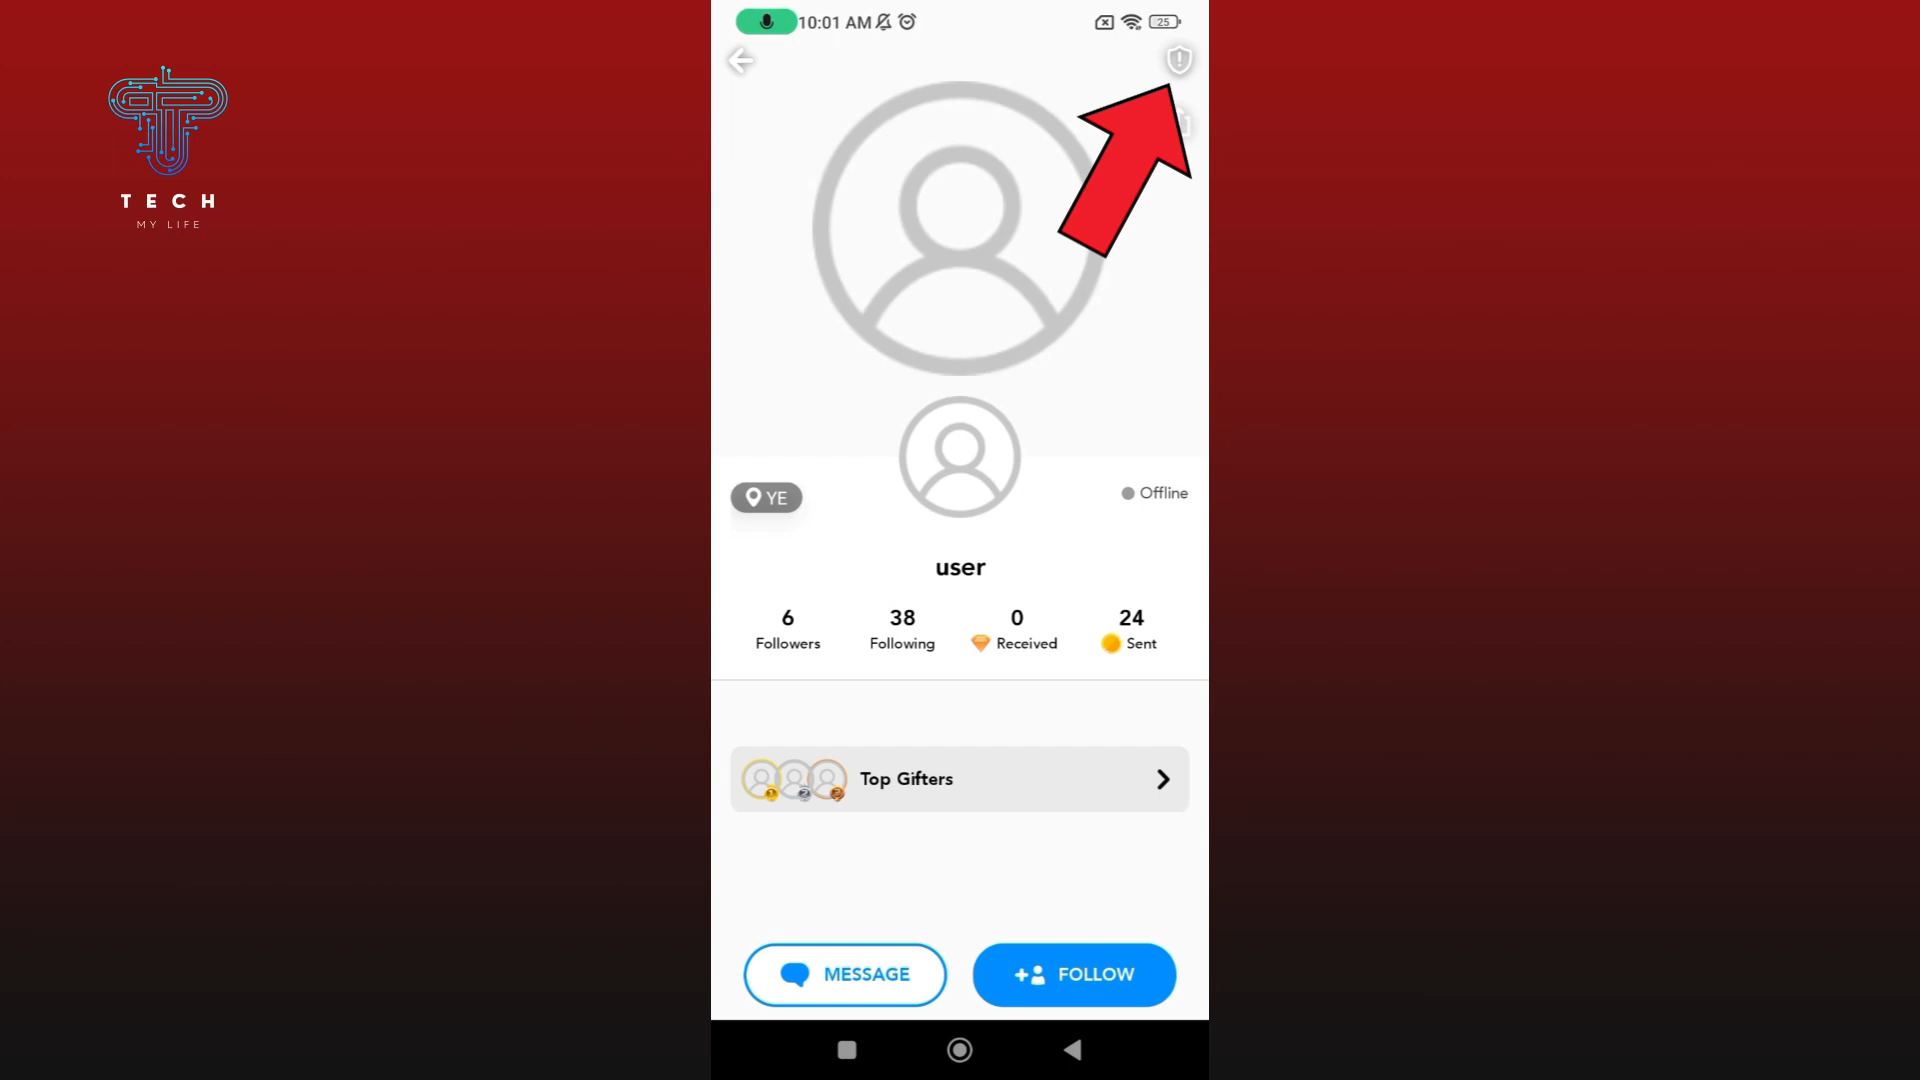 10:01 AM
25
TECH
MY LIFE
YE
Offline
user
6 38 0 24
Followers Following Received Sent
Top Gifters
MESSAGE FOLLOW